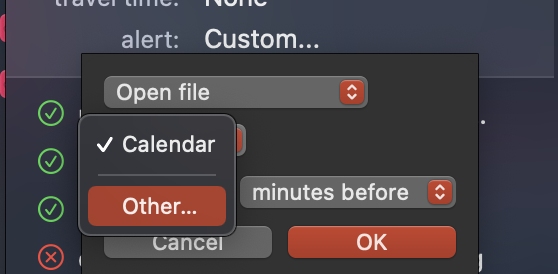 travel time: None
alert: Custom...
Open file
✓ Calendar
Other...
minutes before
Cancel
OK